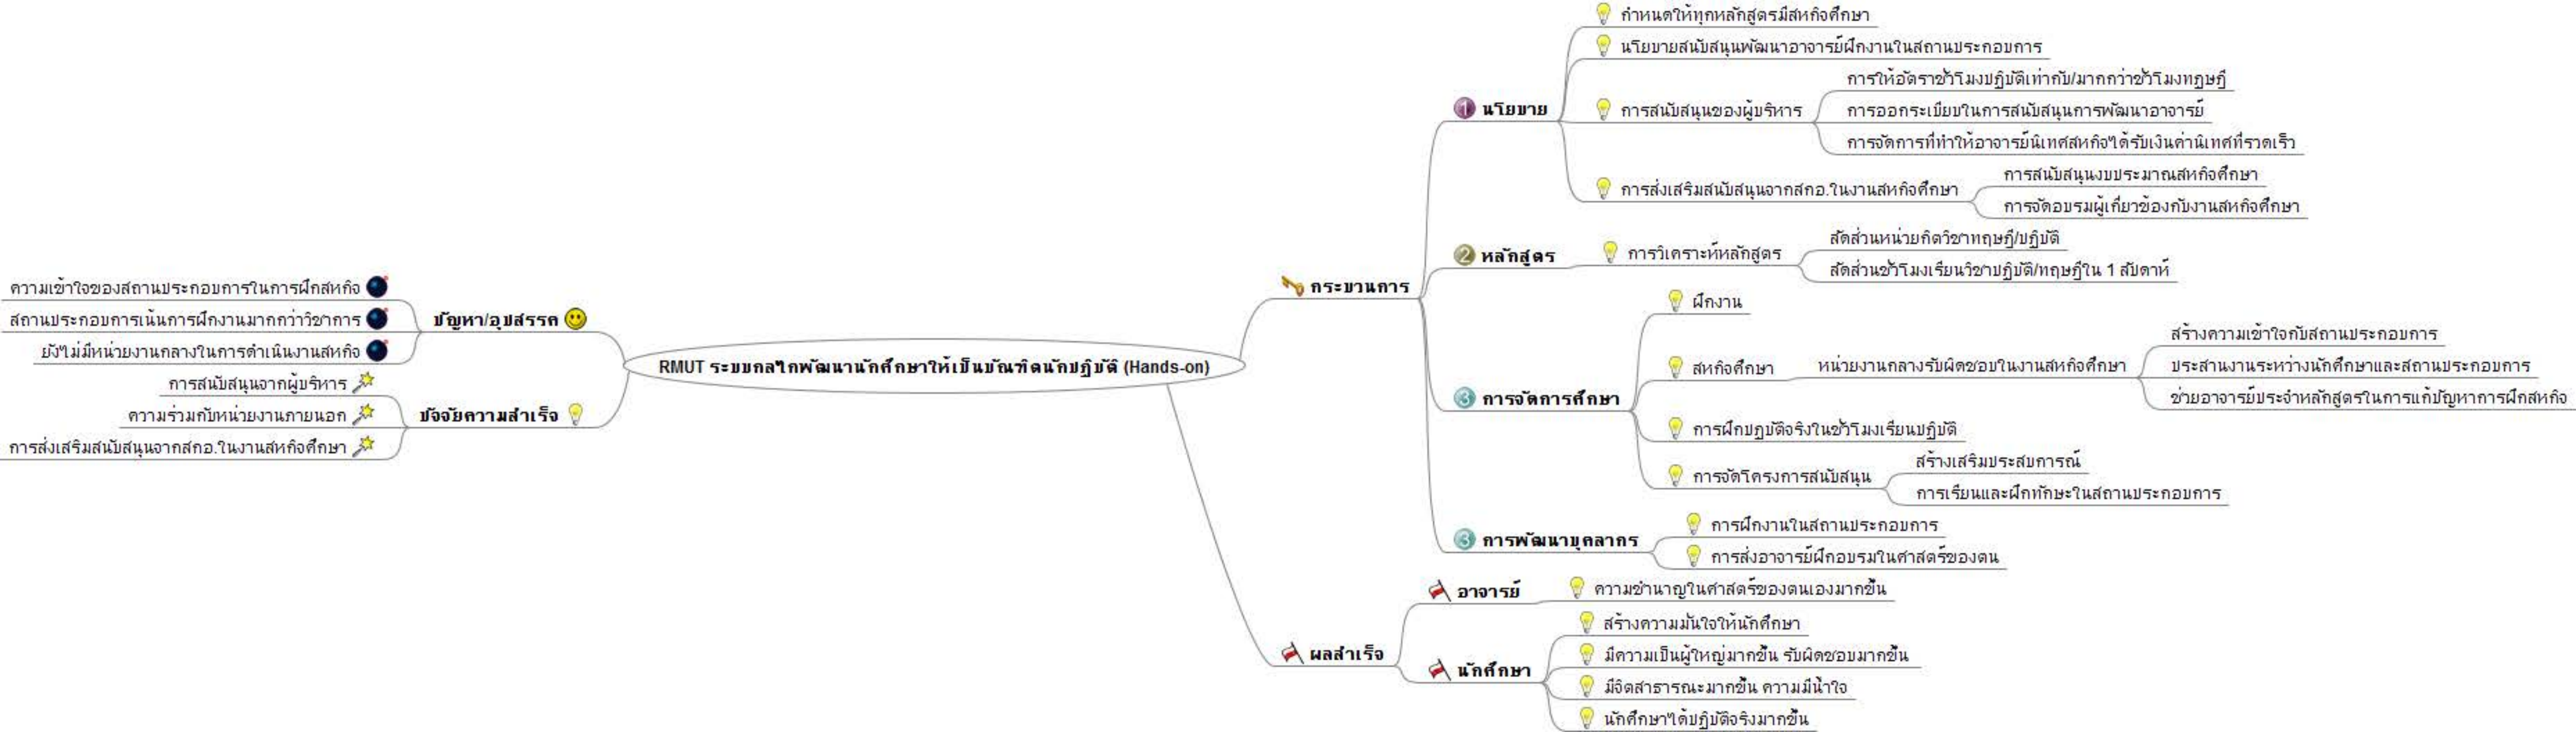 RMUT ระบบกลไกพัฒนานักศึกษาให้เป็นบัณฑิตนักปฏิบัติ (Hands-on)
กระบวนการ
1 นโยบาย
กำหนดให้ทุกหลักสูตรมีสหกิจศึกษา
นโยบายสนับสนุนพัฒนาอาจารย์ฝึกงานในสถานประกอบการ
การสนับสนุนของผู้บริหาร
การให้อัตราชั่วโมงปฏิบัติเท่ากับ/มากกว่าชั่วโมงทฤษฎี
การออกระเบียบในการสนับสนุนการพัฒนาอาจารย์
การจัดการที่ทำให้อาจารย์นิเทศสหกิจได้รับเงินค่านิเทศที่รวดเร็ว
การส่งเสริมสนับสนุนจากสกอ.ในงานสหกิจศึกษา
การสนับสนุนงบประมาณสหกิจศึกษา
การจัดอบรมผู้เกี่ยวข้องกับงานสหกิจศึกษา
2 หลักสูตร
การวิเคราะห์หลักสูตร
สัดส่วนหน่วยกิตวิชาทฤษฎี/ปฏิบัติ
สัดส่วนชั่วโมงเรียนวิชาปฏิบัติ/ทฤษฎีใน 1 สัปดาห์
3 การจัดการศึกษา
ฝึกงาน
สหกิจศึกษา
หน่วยงานกลางรับผิดชอบในงานสหกิจศึกษา
สร้างความเข้าใจกับสถานประกอบการ
ประสานงานระหว่างนักศึกษาและสถานประกอบการ
ช่วยอาจารย์ประจำหลักสูตรในการแก้ปัญหาการฝึกสหกิจ
การฝึกปฏบัติจริงในชั่วโมงเรียนปฏิบัติ
การจัดโครงการสนับสนุน
สร้างเสริมประสบการณ์
การเรียนและฝึกทักษะในสถานประกอบการ
3 การพัฒนาบุคลากร
การฝึกงานในสถานประกอบการ
การส่งอาจารย์ฝึกอบรมในศาสตร์ของตน
ผลสำเร็จ
อาจารย์
ความชำนาญในศาสตร์ของตนเองมากขึ้น
นักศึกษา
สร้างความมั่นใจให้นักศึกษา
มีความเป็นผู้ใหญ่มากขึ้น รับผิดชอบมากขึ้น
มีจิตสาธารณะมากขึ้น ความมีน้ำใจ
นักศึกษาได้ปฏิบัติจริงมากขึ้น
ปัญหา/อุปสรรค
ความเข้าใจของสถานประกอบการในการฝึกสหกิจ
สถานประกอบการเน้นการฝึกงานมากกว่าวิชาการ
ยังไม่มีหน่วยงานกลางในการดำเนินงานสหกิจ
ปัจจัยความสำเร็จ
การสนับสนุนจากผู้บริหาร
ความร่วมกับหน่วยงานภายนอก
การส่งเสริมสนับสนุนจากสกอ.ในงานสหกิจศึกษา